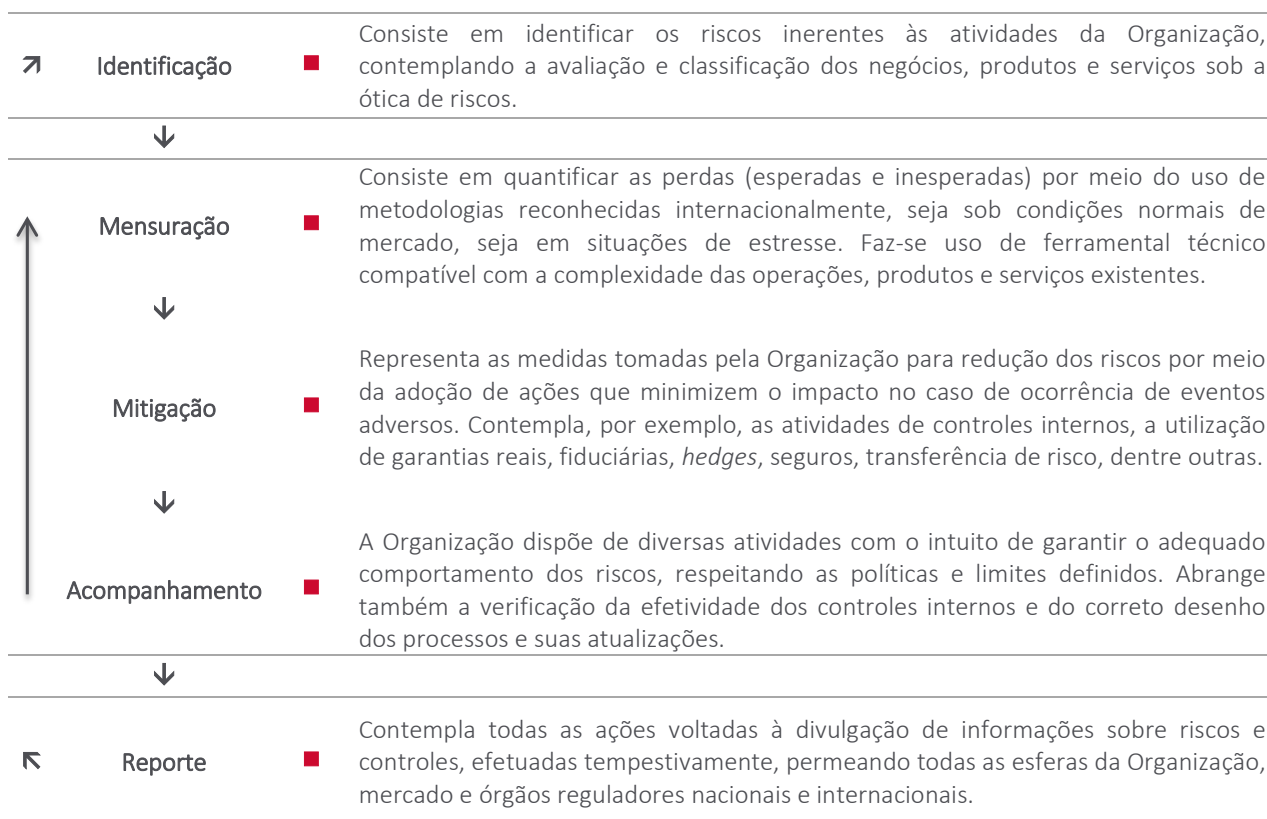 Identificação
Consiste em identificar os riscos inerentes às atividades da Organização,
contemplando a avaliação e classificação dos negócios, produtos e serviços sob a
ótica de riscos.
Mensuração
Consiste em quantificar as perdas (esperadas e inesperadas) por meio do uso de
metodologias reconhecidas internacionalmente, seja sob condições normais de
mercado, seja em situações de estresse. Faz-se uso de ferramental técnico
compatível com a complexidade das operações, produtos e serviços existentes.
Mitigação
Representa as medidas tomadas pela Organização para redução dos riscos por meio
da adoção de ações que minimizem o impacto no caso de ocorrência de eventos
adversos. Contempla, por exemplo, as atividades de controles internos, a utilização
de garantias reais, fiduciárias, hedges, seguros, transferência de risco, dentre outras.
Acompanhamento
A Organização dispõe de diversas atividades com o intuito de garantir o adequado
comportamento dos riscos, respeitando as políticas e limites definidos. Abrange
também a verificação da efetividade dos controles internos e do correto desenho
dos processos e suas atualizações.
Reporte
Contempla todas as ações voltadas à divulgação de informações sobre riscos e
controles, efetuadas tempestivamente, permeando todas as esferas da Organização,
mercado e órgãos reguladores nacionais e internacionais.